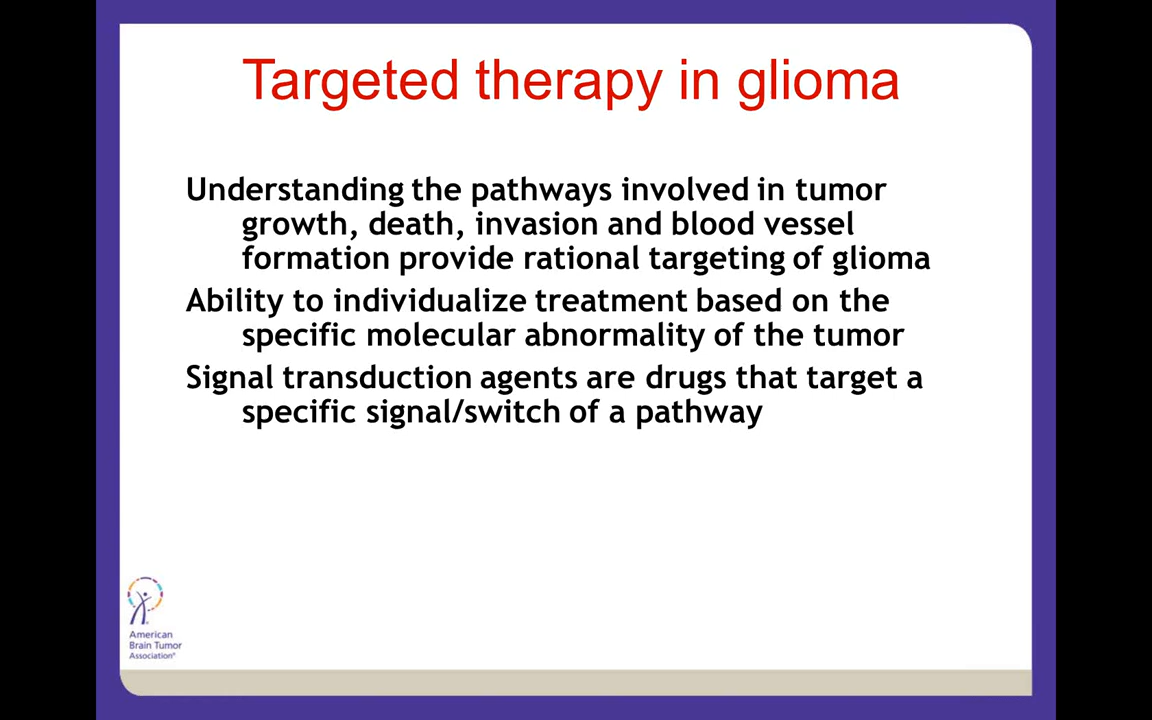 Targeted therapy in glioma
Understanding the pathways involved in tumor
growth, death, invasion and blood vessel
formation provide rational targeting of glioma
Ability to individualize treatment based on the
specific molecular abnormality of the tumor
Signal transduction agents are drugs that target a
specific signal/switch of a pathway
American
Brain Tumor
Association®